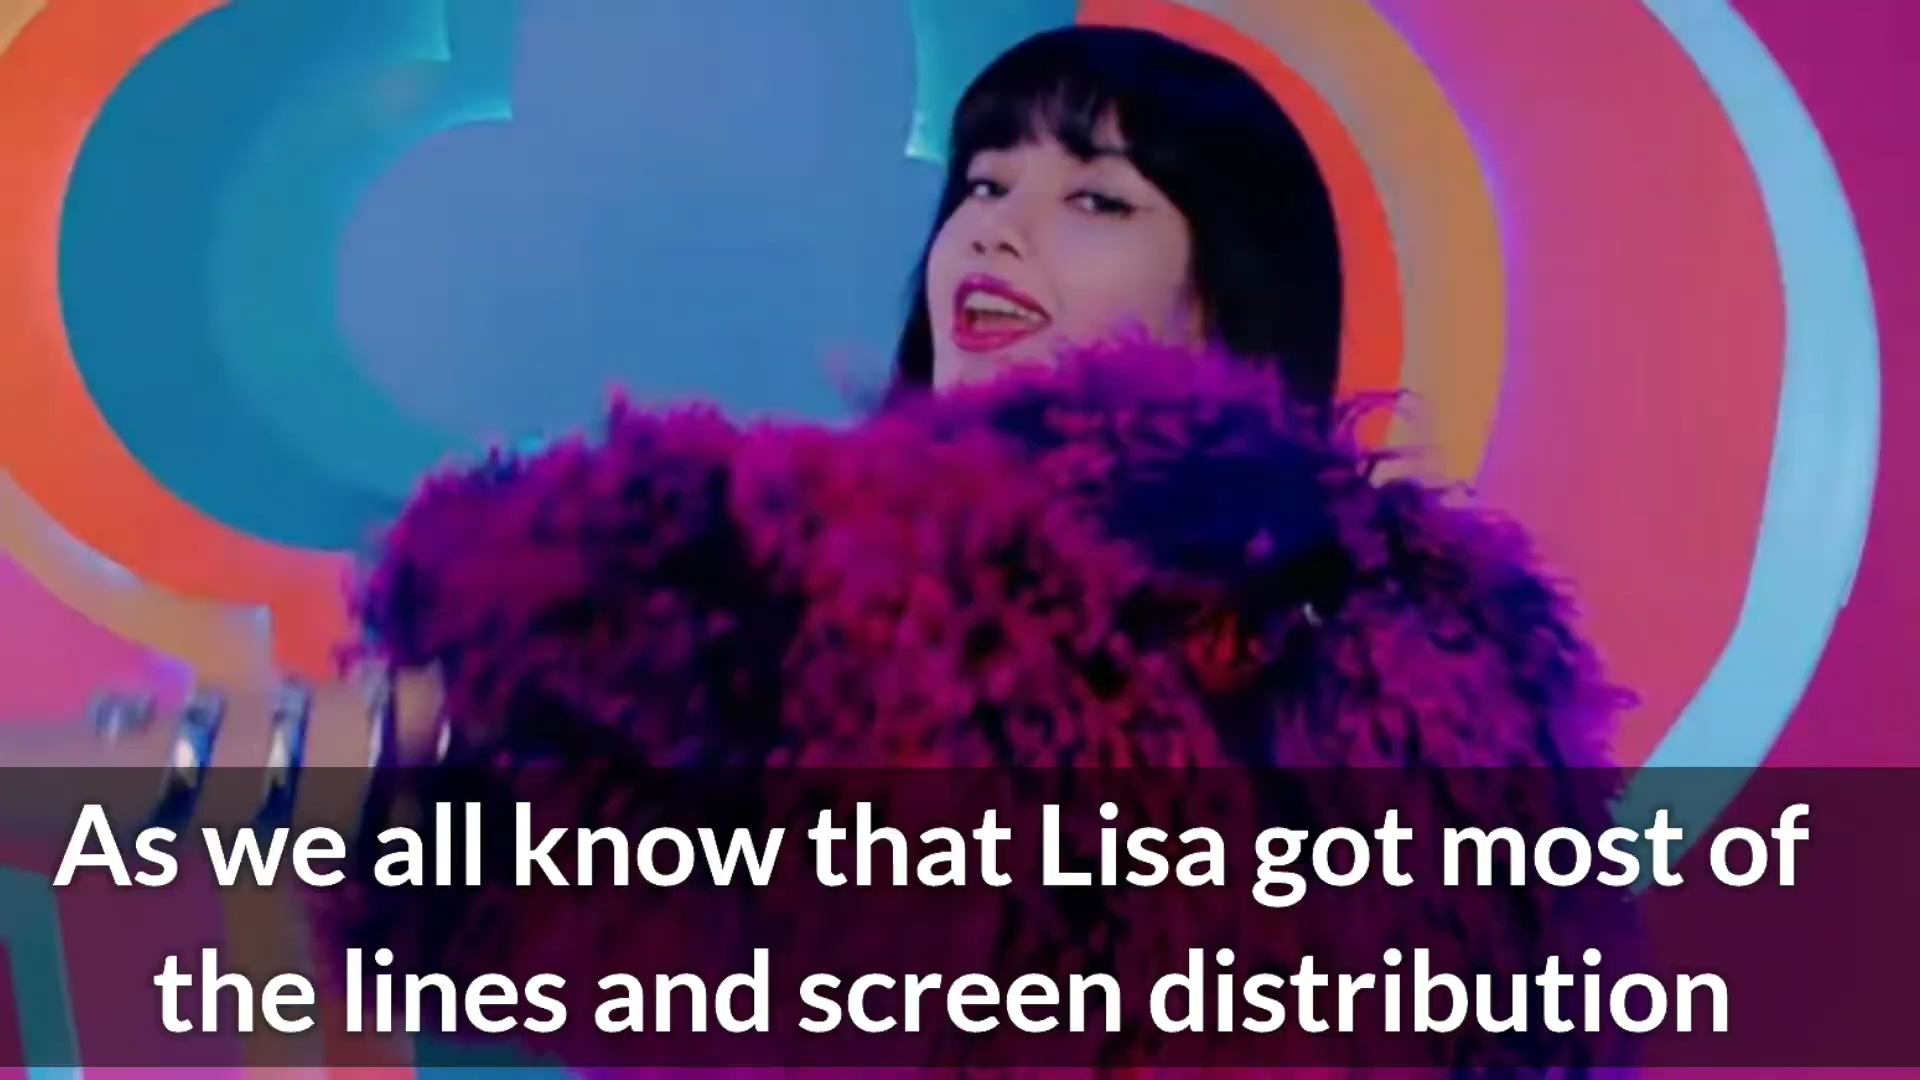 As we all know that Lisa got most of
the lines and screen distribution